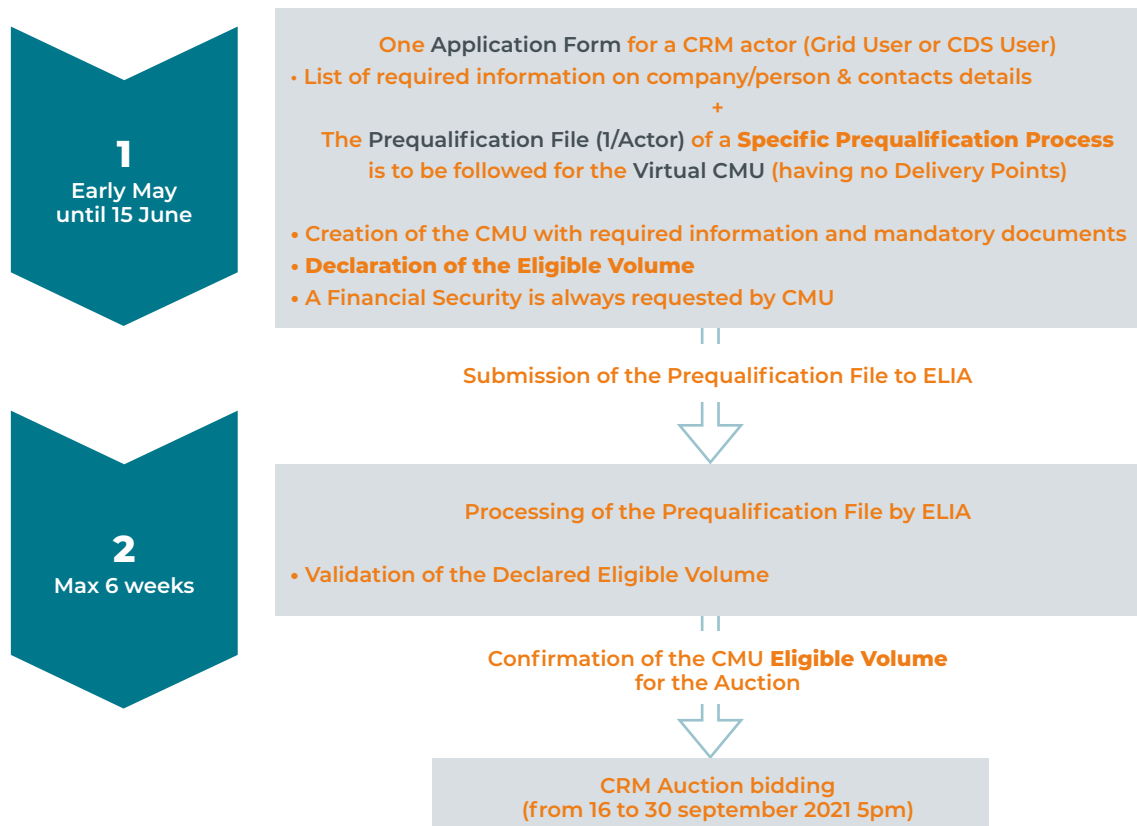 1
Early May
until 15 June
One Application Form for a CRM actor (Grid User or CDS User)
• List of required information on company/person & contacts details
+
The Prequalification File (1/Actor) of a Specific Prequalification Process
is to be followed for the Virtual CMU (having no Delivery Points)
• Creation of the CMU with required information and mandatory documents
• Declaration of the Eligible Volume
• A Financial Security is always requested by CMU
Submission of the Prequalification File to ELIA
2
Max 6 weeks
Processing of the Prequalification File by ELIA
• Validation of the Declared Eligible Volume
Confirmation of the CMU Eligible Volume
for the Auction
CRM Auction bidding
(from 16 to 30 september 2021 5pm)